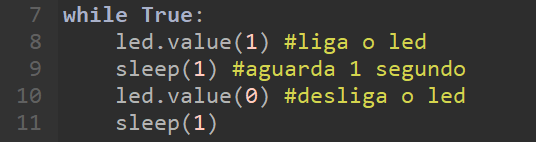 7 while True:
8     led.value(1) #liga o led
9     sleep(1) #aguarda 1 segundo
10     led.value(0) #desliga o led
11     sleep(1)